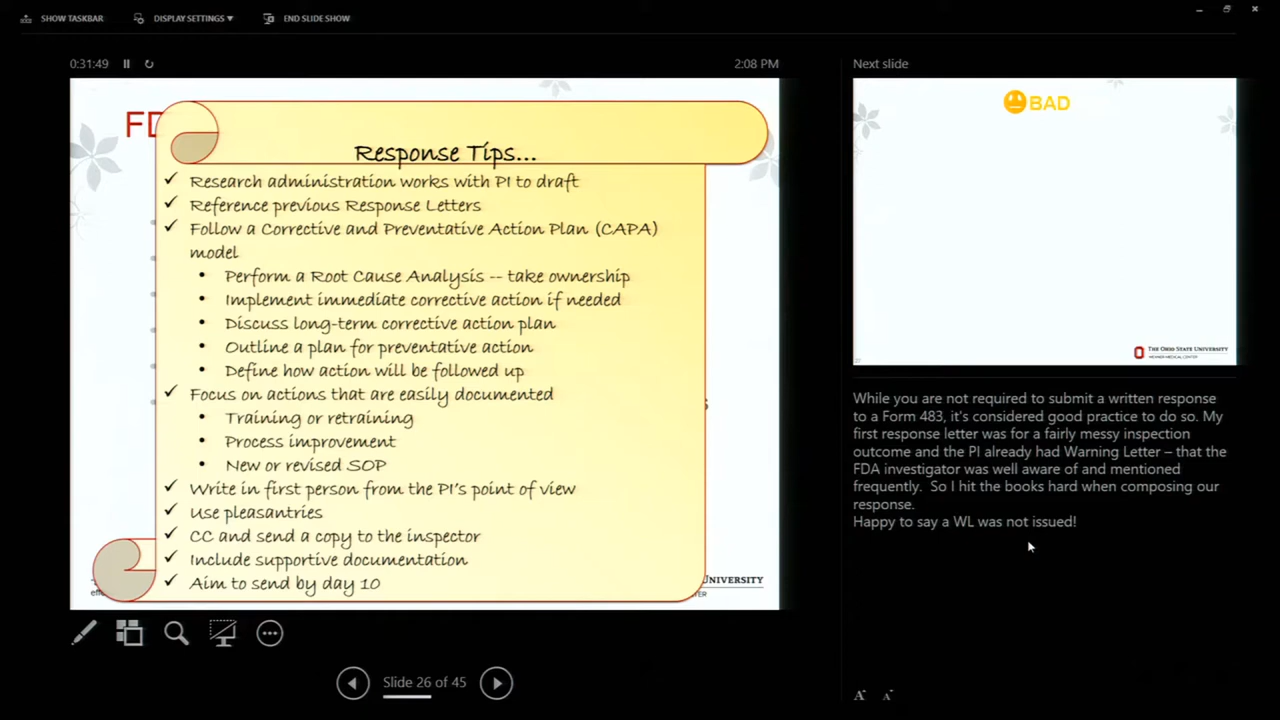 SHOW TASKBAR
DISPLAY SETTINGS
END SLIDE SHOW
0:31:49
2:08 PM
FD
Response Tips...
Research administration works with PI to draft
Reference previous Response Letters
Follow a Corrective and Preventative Action Plan (CAPA)
model
Perform a Root Cause Analysis -- take ownership
Implement immediate corrective action if needed
Discuss long-term corrective action plan
Outline a plan for preventative action
Define how action will be followed up
Focus on actions that are easily documented
Training or retraining
Process improvement
New or revised SOP
Write in first person from the PI's point of view
Use pleasantries
CC and send a copy to the inspector
Include supportive documentation
Aim to send by day 10
UNIVERSITY
Slide 26 of 45
Next slide
BAD
27
THE OHIO STATE UNIVERSITY
WEXNER MEDICAL CENTER
While you are not required to submit a written response
to a Form 483, it's considered good practice to do so. My
first response letter was for a fairly messy inspection
outcome and the PI already had Warning Letter – that the
FDA investigator was well aware of and mentioned
frequently. So I hit the books hard when composing our
response.
Happy to say a WL was not issued!
A A